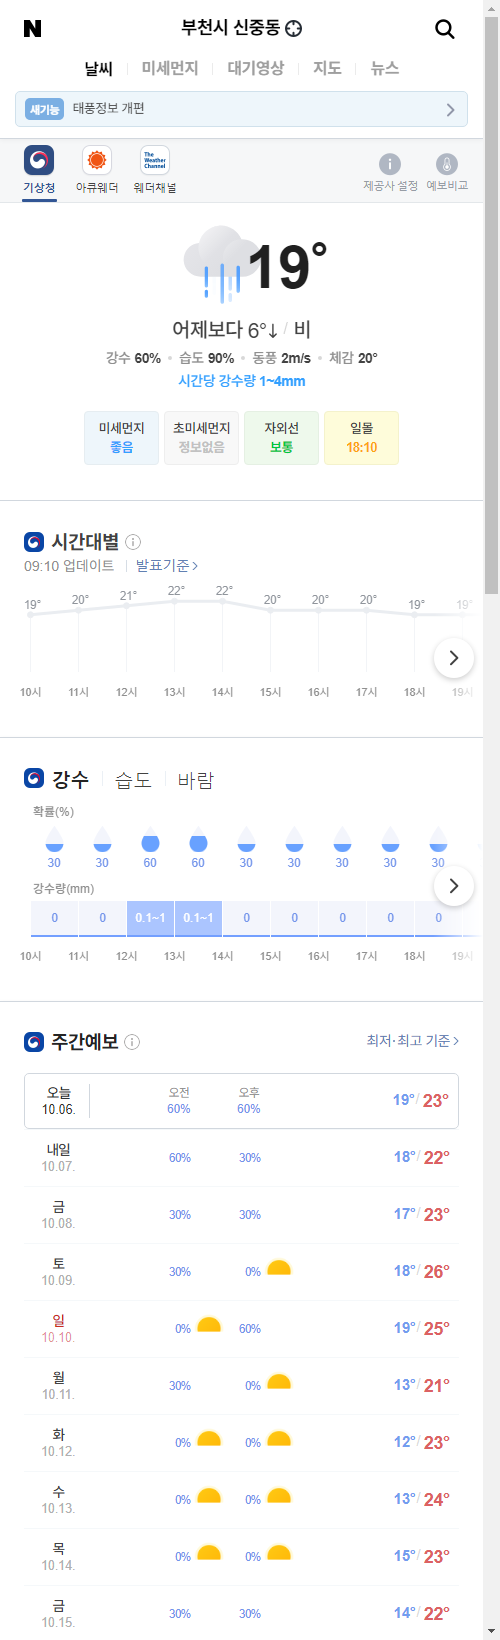 N 부천시 신중동
날씨 미세먼지 대기영상 지도 뉴스
새기능 태풍정보 개편
The Weather Channel
기상청 아큐웨더 웨더채널 제공사 설정 예보비교
19°
어제보다 6°↓ / 비
강수 60% • 습도 90% • 동풍 2m/s • 체감 20°
시간당 강수량 1~4mm
미세먼지 초미세먼지 자외선 일몰
좋음 정보없음 보통 18:10
시간대별
09:10 업데이트 발표기준 >
19° 20° 21° 22° 22° 20° 20° 20° 19° 19°
10시 11시 12시 13시 14시 15시 16시 17시 18시 19시
강수 습도 바람
확률(%)
30 30 60 60 30 30 30 30 30
강수량(mm)
0 0 0.1~1 0.1~1 0 0 0 0 0
10시 11시 12시 13시 14시 15시 16시 17시 18시 19시
주간예보 최저·최고 기준 >
오늘 오전 오후
10.06. 60% 60% 19° / 23°
내일
10.07. 60% 30% 18° / 22°
금
10.08. 30% 30% 17° / 23°
토
10.09. 30% 0% 18° / 26°
일
10.10. 0% 60% 19° / 25°
월
10.11. 30% 0% 13° / 21°
화
10.12. 0% 0% 12° / 23°
수
10.13. 0% 0% 13° / 24°
목
10.14. 0% 0% 15° / 23°
금
10.15. 30% 30% 14° / 22°